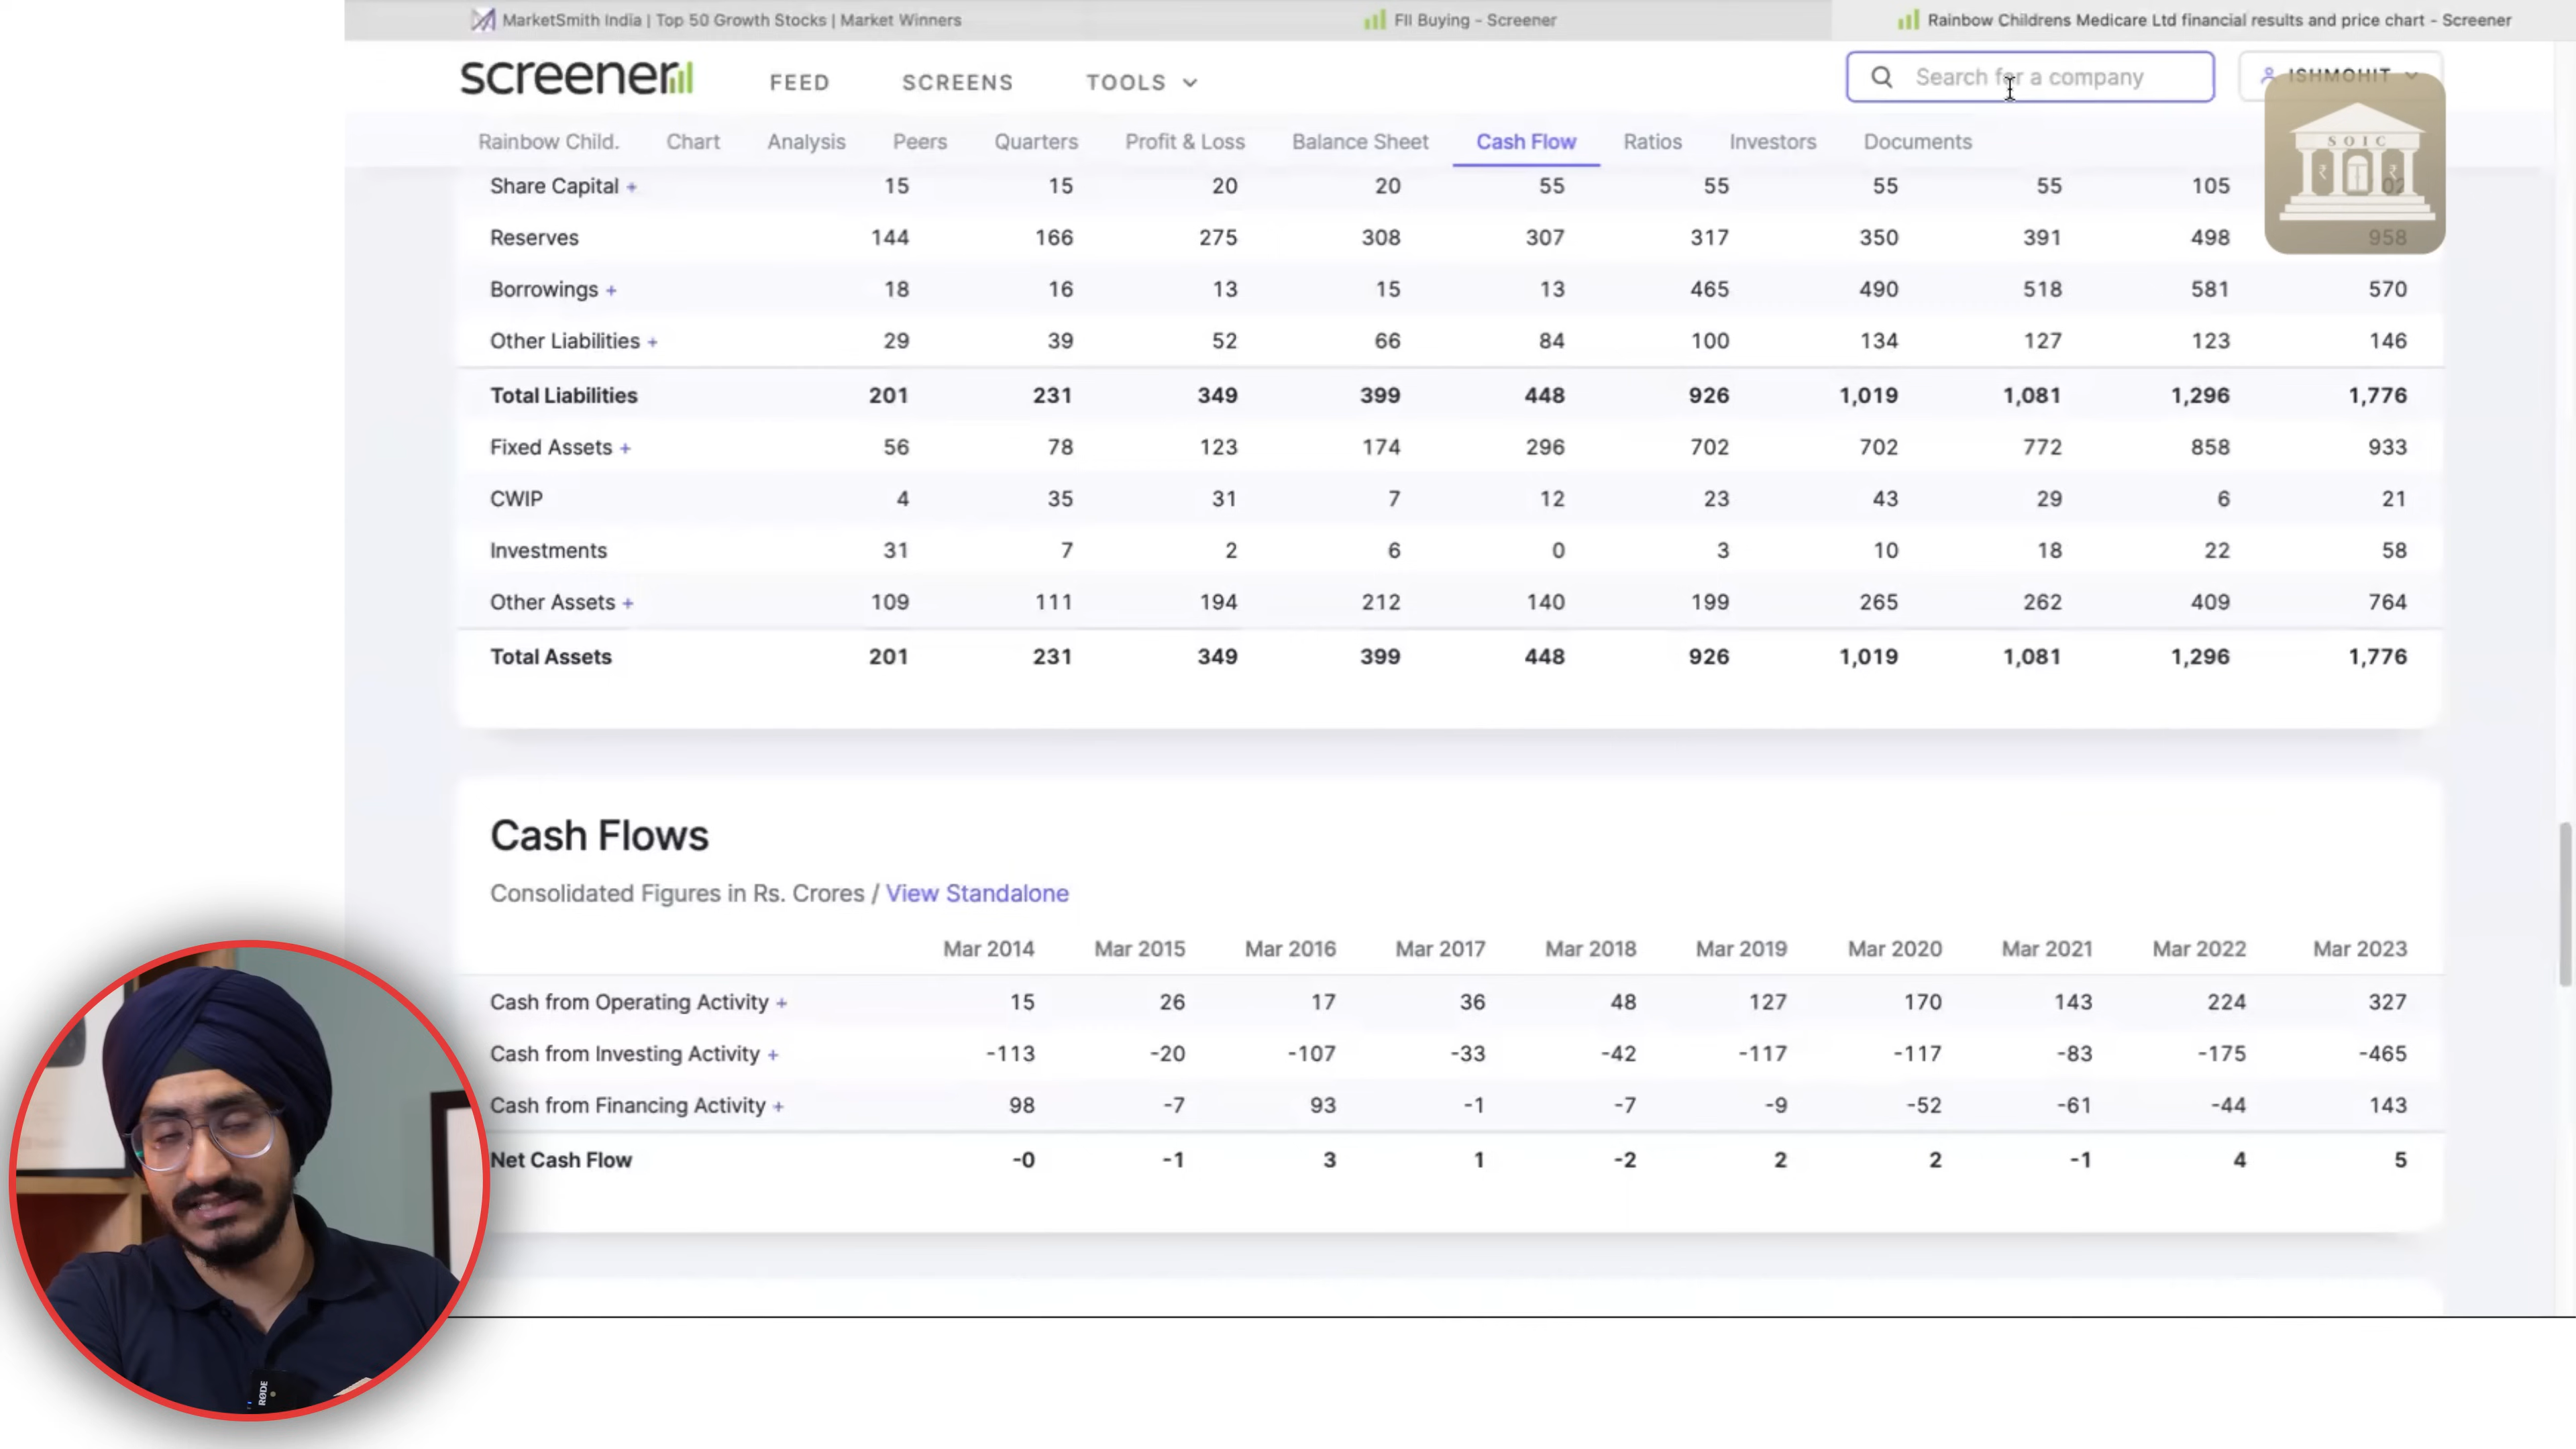 MarketSmith India | Top 50 Growth Stocks | Market Winners
FII Buying - Screener
Rainbow Childrens Medicare Ltd financial results and price chart - Screener
screener
FEED SCREENS TOOLS
Search for a company
ISHMOHIT
SOIC
Rainbow Child. Chart Analysis Peers Quarters Profit & Loss Balance Sheet Cash Flow Ratios Investors Documents
Share Capital + 15 15 20 20 55 55 55 55 105
Reserves 144 166 275 308 307 317 350 391 498 958
Borrowings + 18 16 13 15 13 465 490 518 581 570
Other Liabilities + 29 39 52 66 84 100 134 127 123 146
Total Liabilities 201 231 349 399 448 926 1,019 1,081 1,296 1,776
Fixed Assets + 56 78 123 174 296 702 702 772 858 933
CWIP 4 35 31 7 12 23 43 29 6 21
Investments 31 7 2 6 0 3 10 18 22 58
Other Assets + 109 111 194 212 140 199 265 262 409 764
Total Assets 201 231 349 399 448 926 1,019 1,081 1,296 1,776
Cash Flows
Consolidated Figures in Rs. Crores / View Standalone
Mar 2014 Mar 2015 Mar 2016 Mar 2017 Mar 2018 Mar 2019 Mar 2020 Mar 2021 Mar 2022 Mar 2023
Cash from Operating Activity + 15 26 17 36 48 127 170 143 224 327
Cash from Investing Activity + -113 -20 -107 -33 -42 -117 -117 -83 -175 -465
Cash from Financing Activity + 98 -7 93 -1 -7 -9 -52 -61 -44 143
Net Cash Flow -0 -1 3 1 -2 2 2 -1 4 5
RØDE